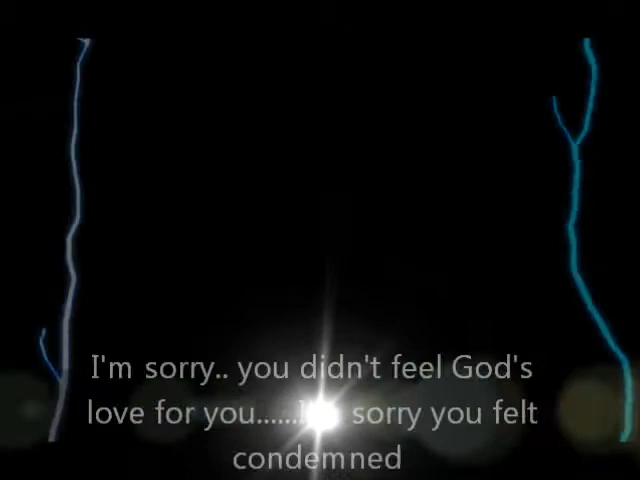 I'm sorry.. you didn't feel God's
love for you...... sorry you felt
condemned